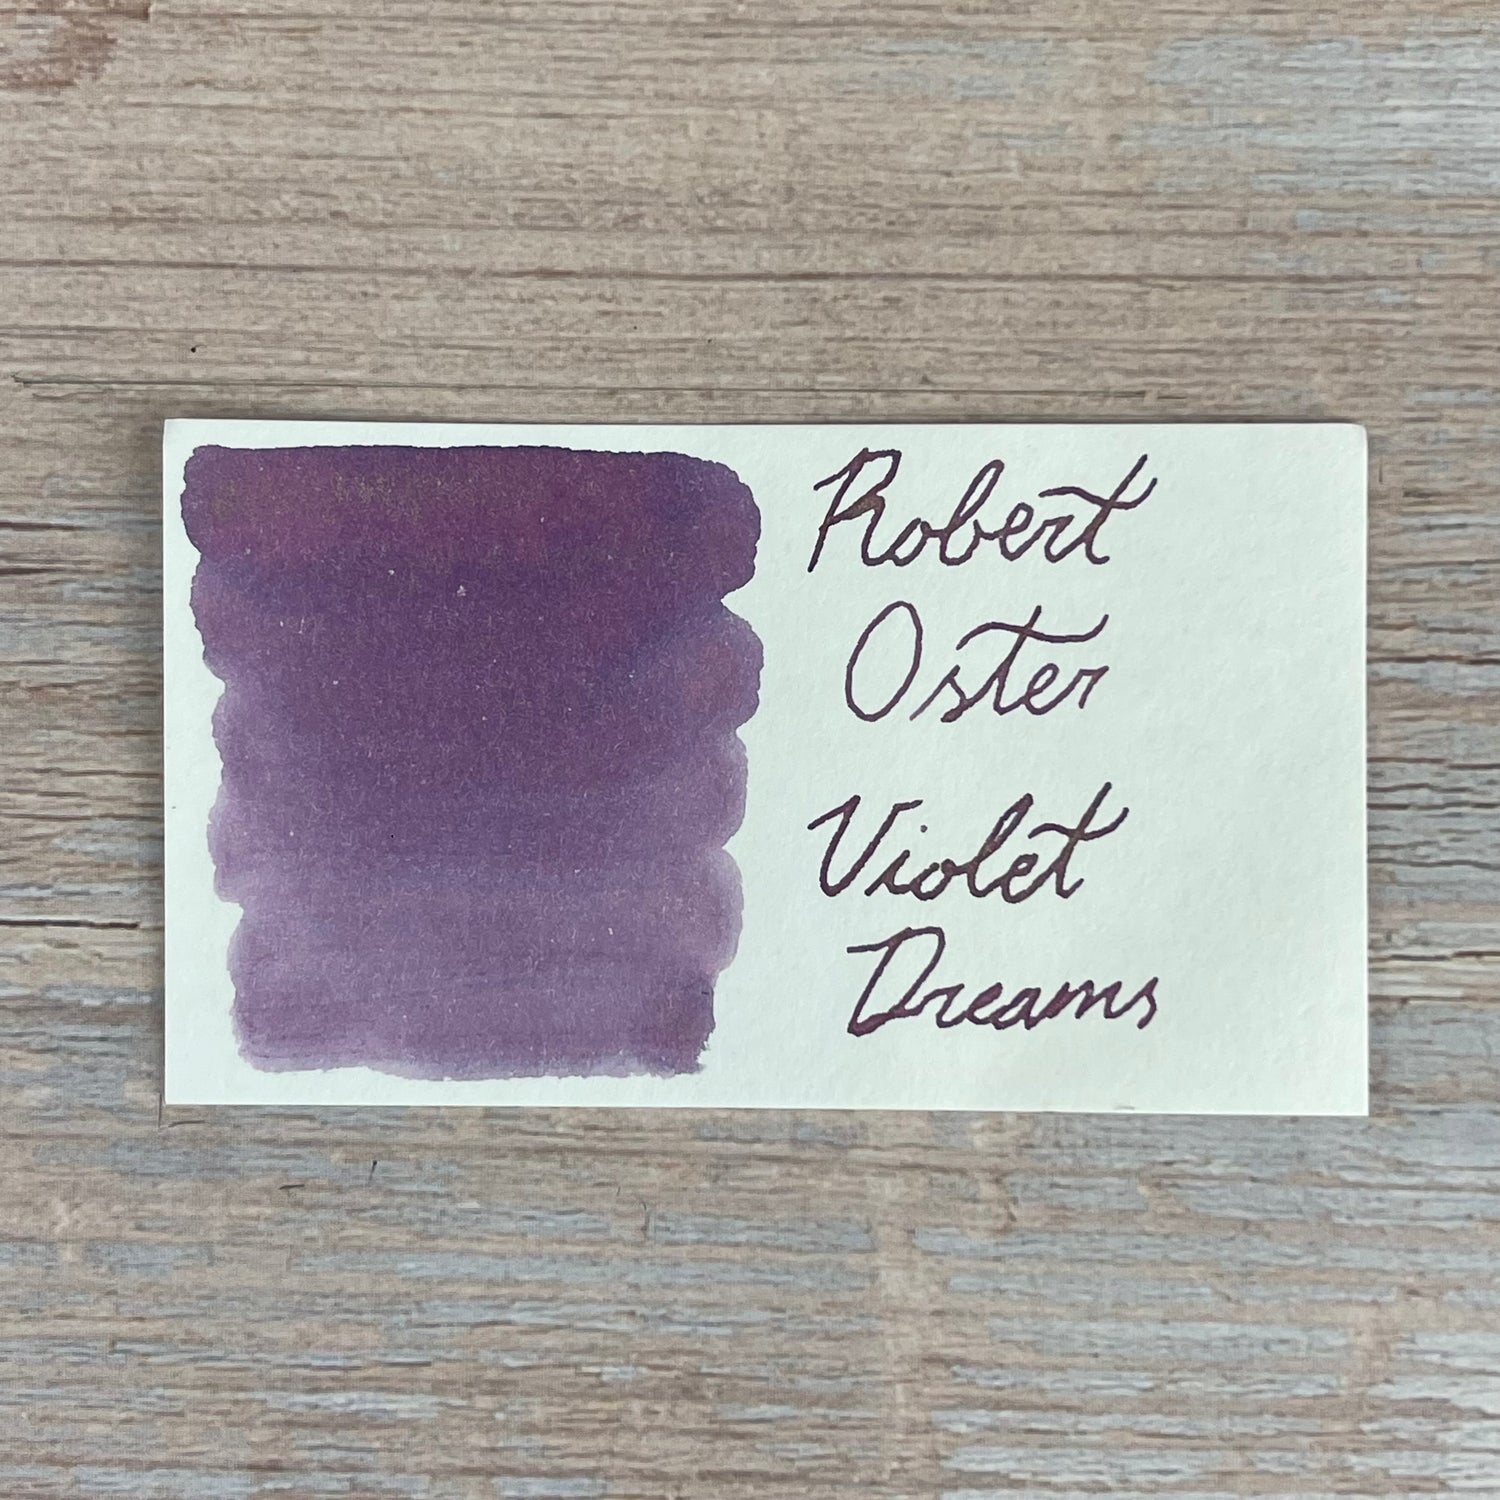 Robert
Oster
Violet
Dreams